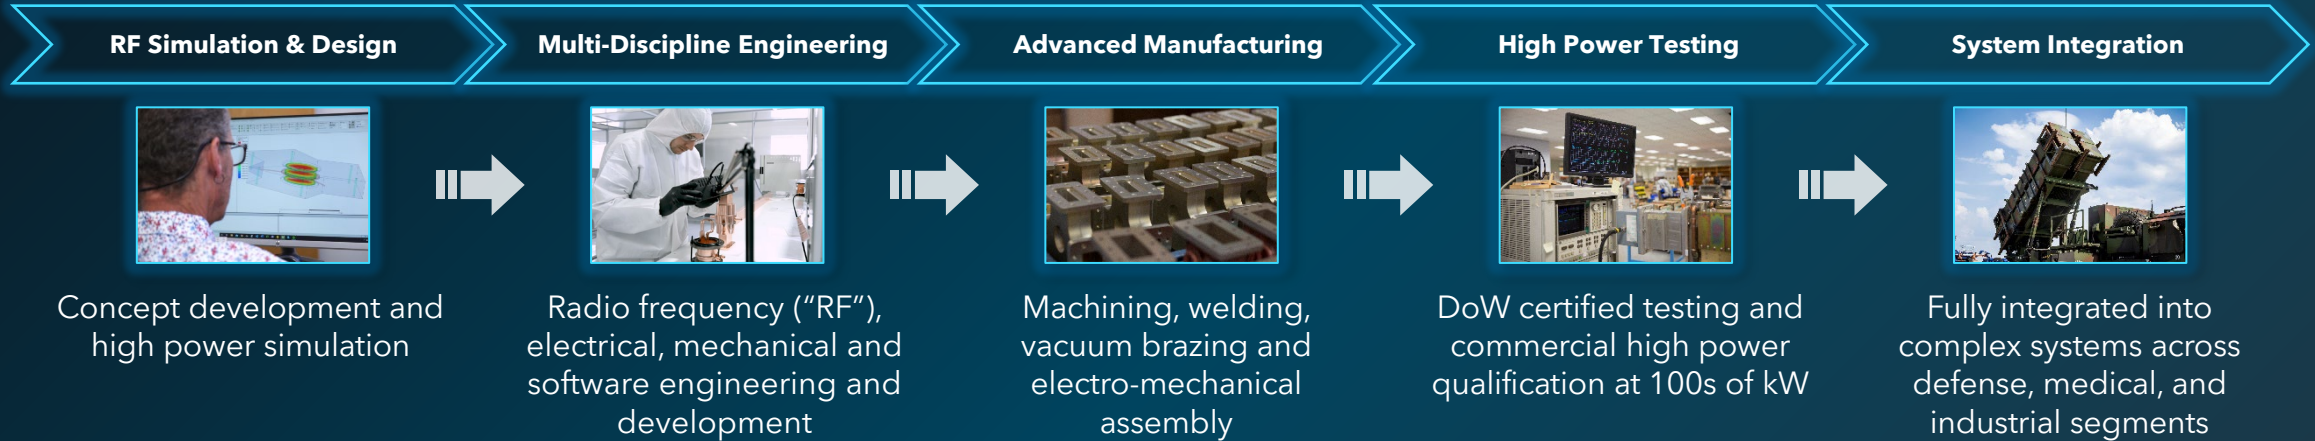 RF Simulation & Design
Multi-Discipline Engineering
Advanced Manufacturing
High Power Testing
System Integration
Concept development and
high power simulation
Radio frequency (“RF”),
electrical, mechanical and
software engineering and
development
Machining, welding,
vacuum brazing and
electro-mechanical
assembly
DoW certified testing and
commercial high power
qualification at 100s of kW
Fully integrated into
complex systems across
defense, medical, and
industrial segments